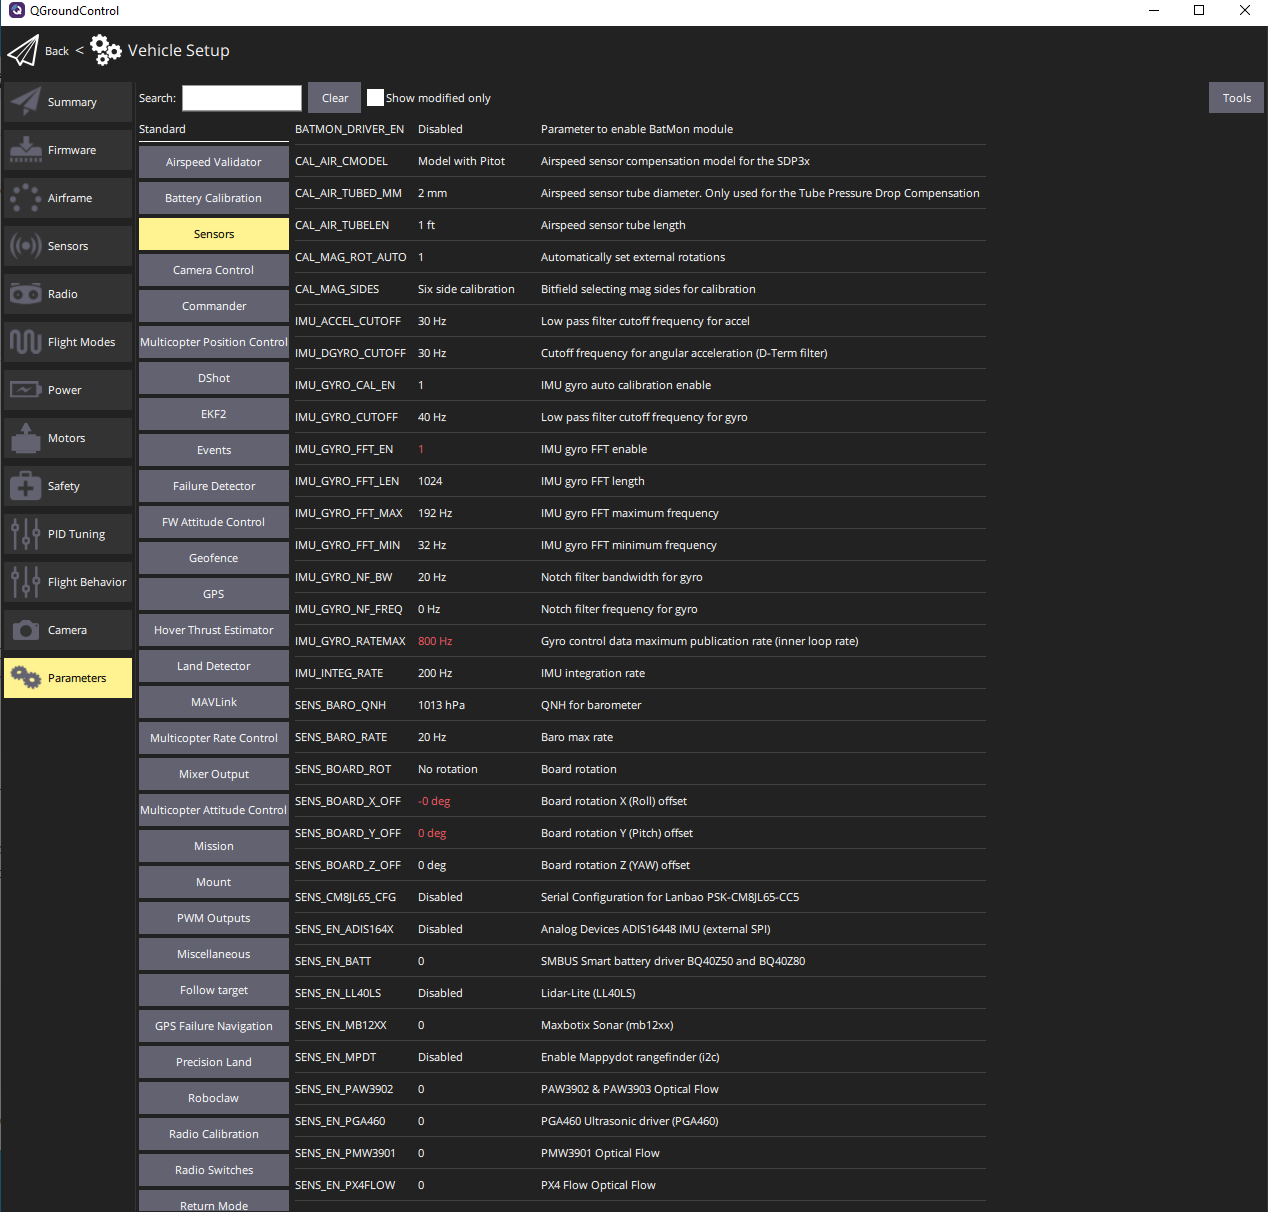 QGroundControl
Back < Vehicle Setup
Summary
Firmware
Airframe
Sensors
Radio
Flight Modes
Power
Motors
Safety
PID Tuning
Flight Behavior
Camera
Parameters
Search: Clear Show modified only Tools
Standard
Airspeed Validator
Battery Calibration
Sensors
Camera Control
Commander
Multicopter Position Control
DShot
EKF2
Events
Failure Detector
FW Attitude Control
Geofence
GPS
Hover Thrust Estimator
Land Detector
MAVLink
Multicopter Rate Control
Mixer Output
Multicopter Attitude Control
Mission
Mount
PWM Outputs
Miscellaneous
Follow target
GPS Failure Navigation
Precision Land
Roboclaw
Radio Calibration
Radio Switches
Return Mode
BATMON_DRIVER_EN Disabled Parameter to enable BatMon module
CAL_AIR_CMODEL Model with Pitot Airspeed sensor compensation model for the SDP3x
CAL_AIR_TUBED_MM 2 mm Airspeed sensor tube diameter. Only used for the Tube Pressure Drop Compensation
CAL_AIR_TUBELEN 1 ft Airspeed sensor tube length
CAL_MAG_ROT_AUTO 1 Automatically set external rotations
CAL_MAG_SIDES Six side calibration Bitfield selecting mag sides for calibration
IMU_ACCEL_CUTOFF 30 Hz Low pass filter cutoff frequency for accel
IMU_DGYRO_CUTOFF 30 Hz Cutoff frequency for angular acceleration (D-Term filter)
IMU_GYRO_CAL_EN 1 IMU gyro auto calibration enable
IMU_GYRO_CUTOFF 40 Hz Low pass filter cutoff frequency for gyro
IMU_GYRO_FFT_EN 1 IMU gyro FFT enable
IMU_GYRO_FFT_LEN 1024 IMU gyro FFT length
IMU_GYRO_FFT_MAX 192 Hz IMU gyro FFT maximum frequency
IMU_GYRO_FFT_MIN 32 Hz IMU gyro FFT minimum frequency
IMU_GYRO_NF_BW 20 Hz Notch filter bandwidth for gyro
IMU_GYRO_NF_FREQ 0 Hz Notch filter frequency for gyro
IMU_GYRO_RATEMAX 800 Hz Gyro control data maximum publication rate (inner loop rate)
IMU_INTEG_RATE 200 Hz IMU integration rate
SENS_BARO_QNH 1013 hPa QNH for barometer
SENS_BARO_RATE 20 Hz Baro max rate
SENS_BOARD_ROT No rotation Board rotation
SENS_BOARD_X_OFF -0 deg Board rotation X (Roll) offset
SENS_BOARD_Y_OFF 0 deg Board rotation Y (Pitch) offset
SENS_BOARD_Z_OFF 0 deg Board rotation Z (YAW) offset
SENS_CM8JL65_CFG Disabled Serial Configuration for Lanbao PSK-CM8JL65-CC5
SENS_EN_ADIS164X Disabled Analog Devices ADIS16448 IMU (external SPI)
SENS_EN_BATT 0 SMBUS Smart battery driver BQ40Z50 and BQ40Z80
SENS_EN_LL40LS Disabled Lidar-Lite (LL40LS)
SENS_EN_MB12XX 0 Maxbotix Sonar (mb12xx)
SENS_EN_MPDT Disabled Enable Mappydot rangefinder (i2c)
SENS_EN_PAW3902 0 PAW3902 & PAW3903 Optical Flow
SENS_EN_PGA460 0 PGA460 Ultrasonic driver (PGA460)
SENS_EN_PMW3901 0 PMW3901 Optical Flow
SENS_EN_PX4FLOW 0 PX4 Flow Optical Flow